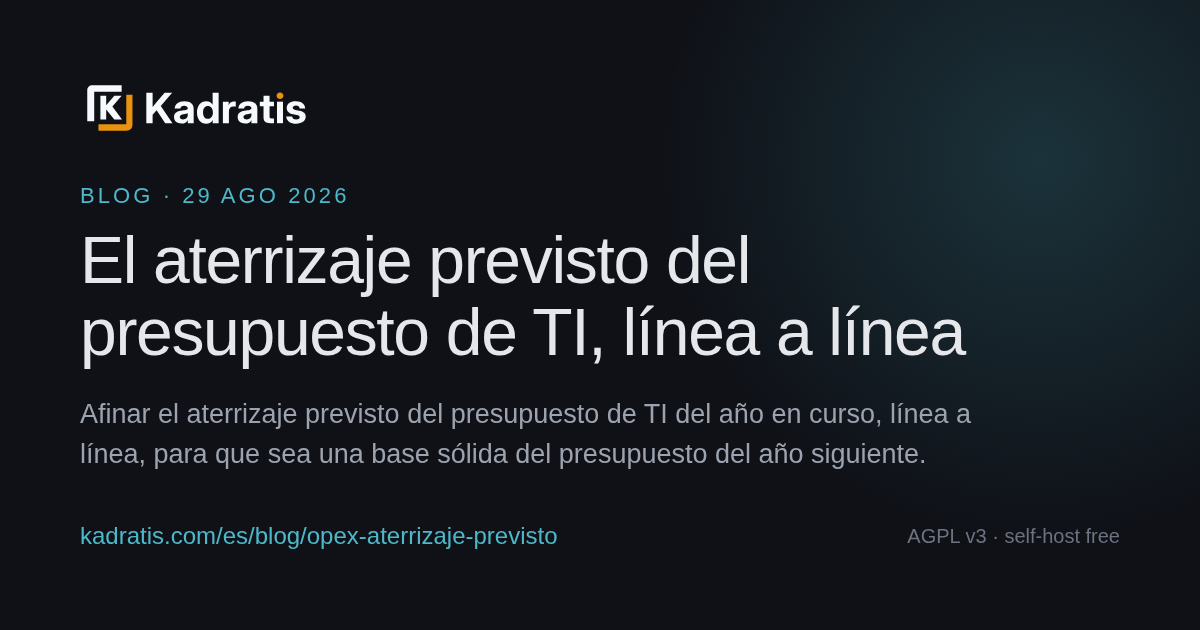 Kadratis
BLOG · 29 AGO 2026
El aterrizaje previsto del
presupuesto de TI, línea a línea
Afinar el aterrizaje previsto del presupuesto de TI del año en curso, línea a
línea, para que sea una base sólida del presupuesto del año siguiente.
kadratis.com/es/blog/opex-aterrizaje-previsto
AGPL v3 · self-host free